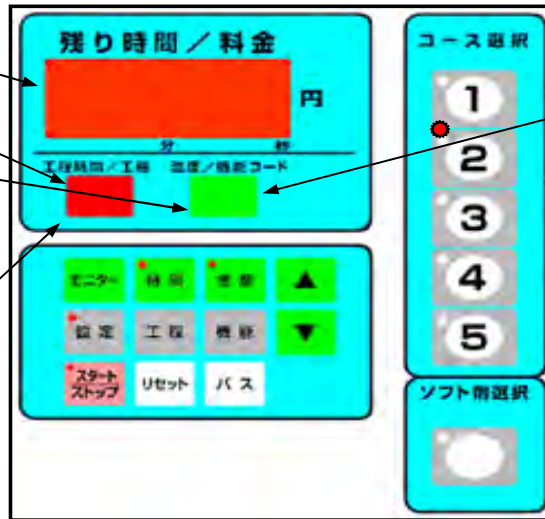 残り時間／料金
円
分 秒
工程時間／工程 温度／機能コード
モニター 時間 温度 ▲
設定 工程 機能 ▼
スタート
ストップ
リセット パス
コース選択
1
2
3
4
5
ソフト剤選択